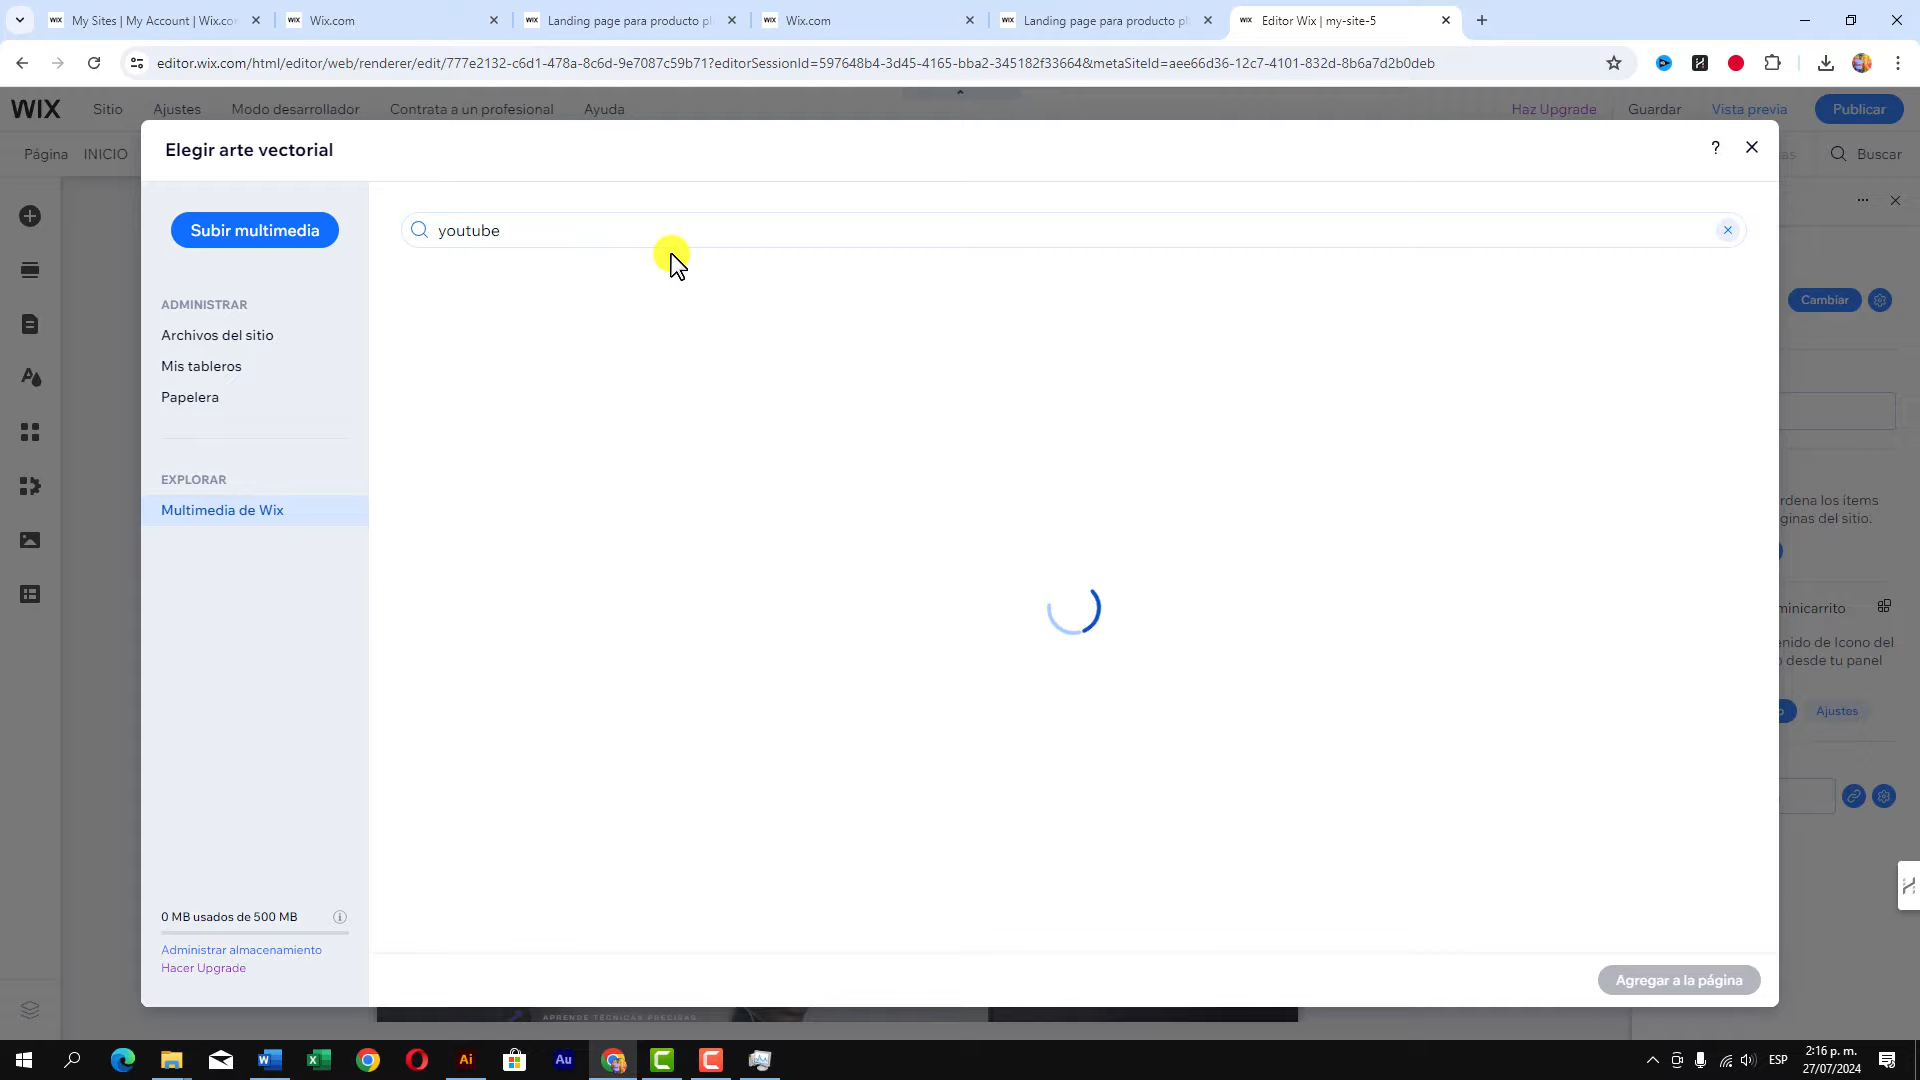 My Sites | My Account | Wix.co
Wix.com
Landing page para producto pl
Wix.com
Landing page para producto pl
Editor Wix | my-site-5
editor.wix.com/html/editor/web/renderer/edit/777e2132-c6d1-478a-8c6d-9e7087c59b71?editorSessionId=597648b4-3d45-4165-bba2-345182f33664&metaSiteId=aee66d36-12c7-4101-832d-8b6a7d2b0deb
WIX Sitio Ajustes Modo desarrollador Contrata a un profesional Ayuda Haz Upgrade Guardar Vista previa Publicar
Página INICIO Buscar
Elegir arte vectorial ?
Subir multimedia
youtube
ADMINISTRAR
Archivos del sitio
Mis tableros
Papelera
EXPLORAR
Multimedia de Wix
Cambiar
rdena los ítems
ginas del sitio.
minicarrito
enido de Icono del
desde tu panel
Ajustes
0 MB usados de 500 MB
Administrar almacenamiento
Hacer Upgrade
Agregar a la página
APRENDE TÉCNICAS PRECISAS
Ai
Au
ESP
2:16 p. m.
27/07/2024